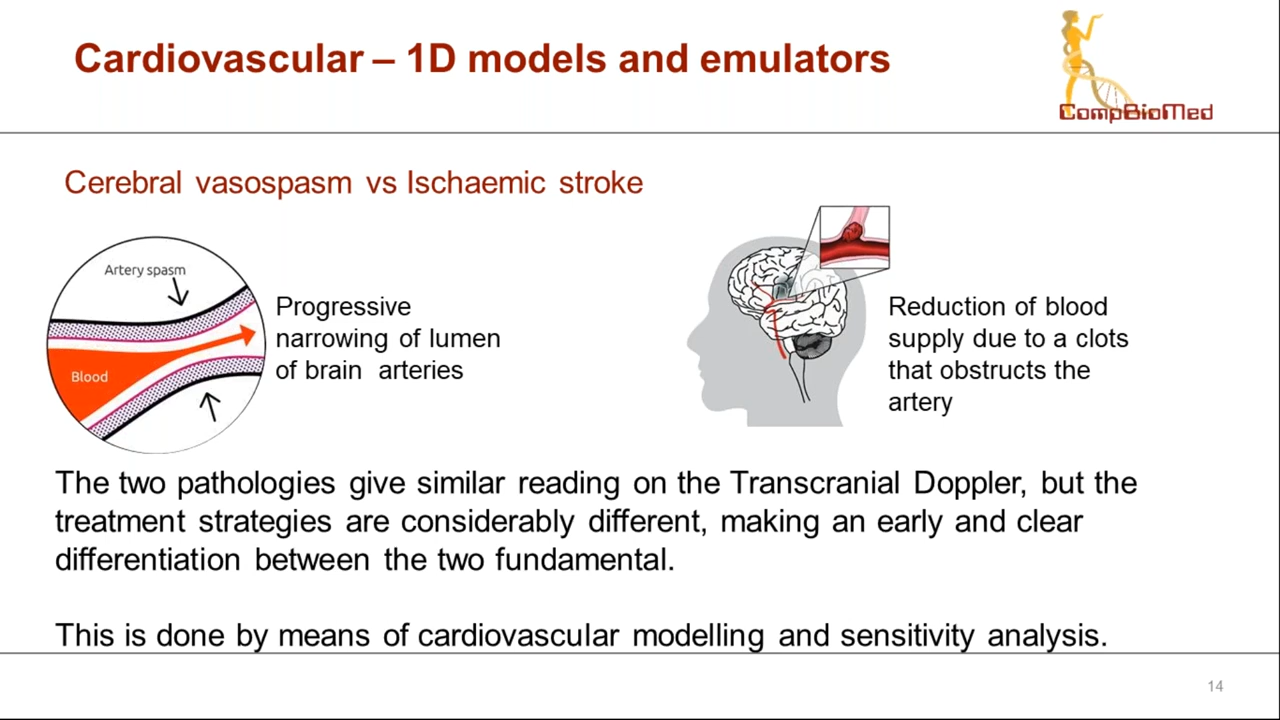 Cardiovascular – 1D models and emulators
CompBioMed
Cerebral vasospasm vs Ischaemic stroke
Artery spasm
Blood
Progressive
narrowing of lumen
of brain arteries
Reduction of blood
supply due to a clots
that obstructs the
artery
The two pathologies give similar reading on the Transcranial Doppler, but the
treatment strategies are considerably different, making an early and clear
differentiation between the two fundamental.
This is done by means of cardiovascular modelling and sensitivity analysis.
14